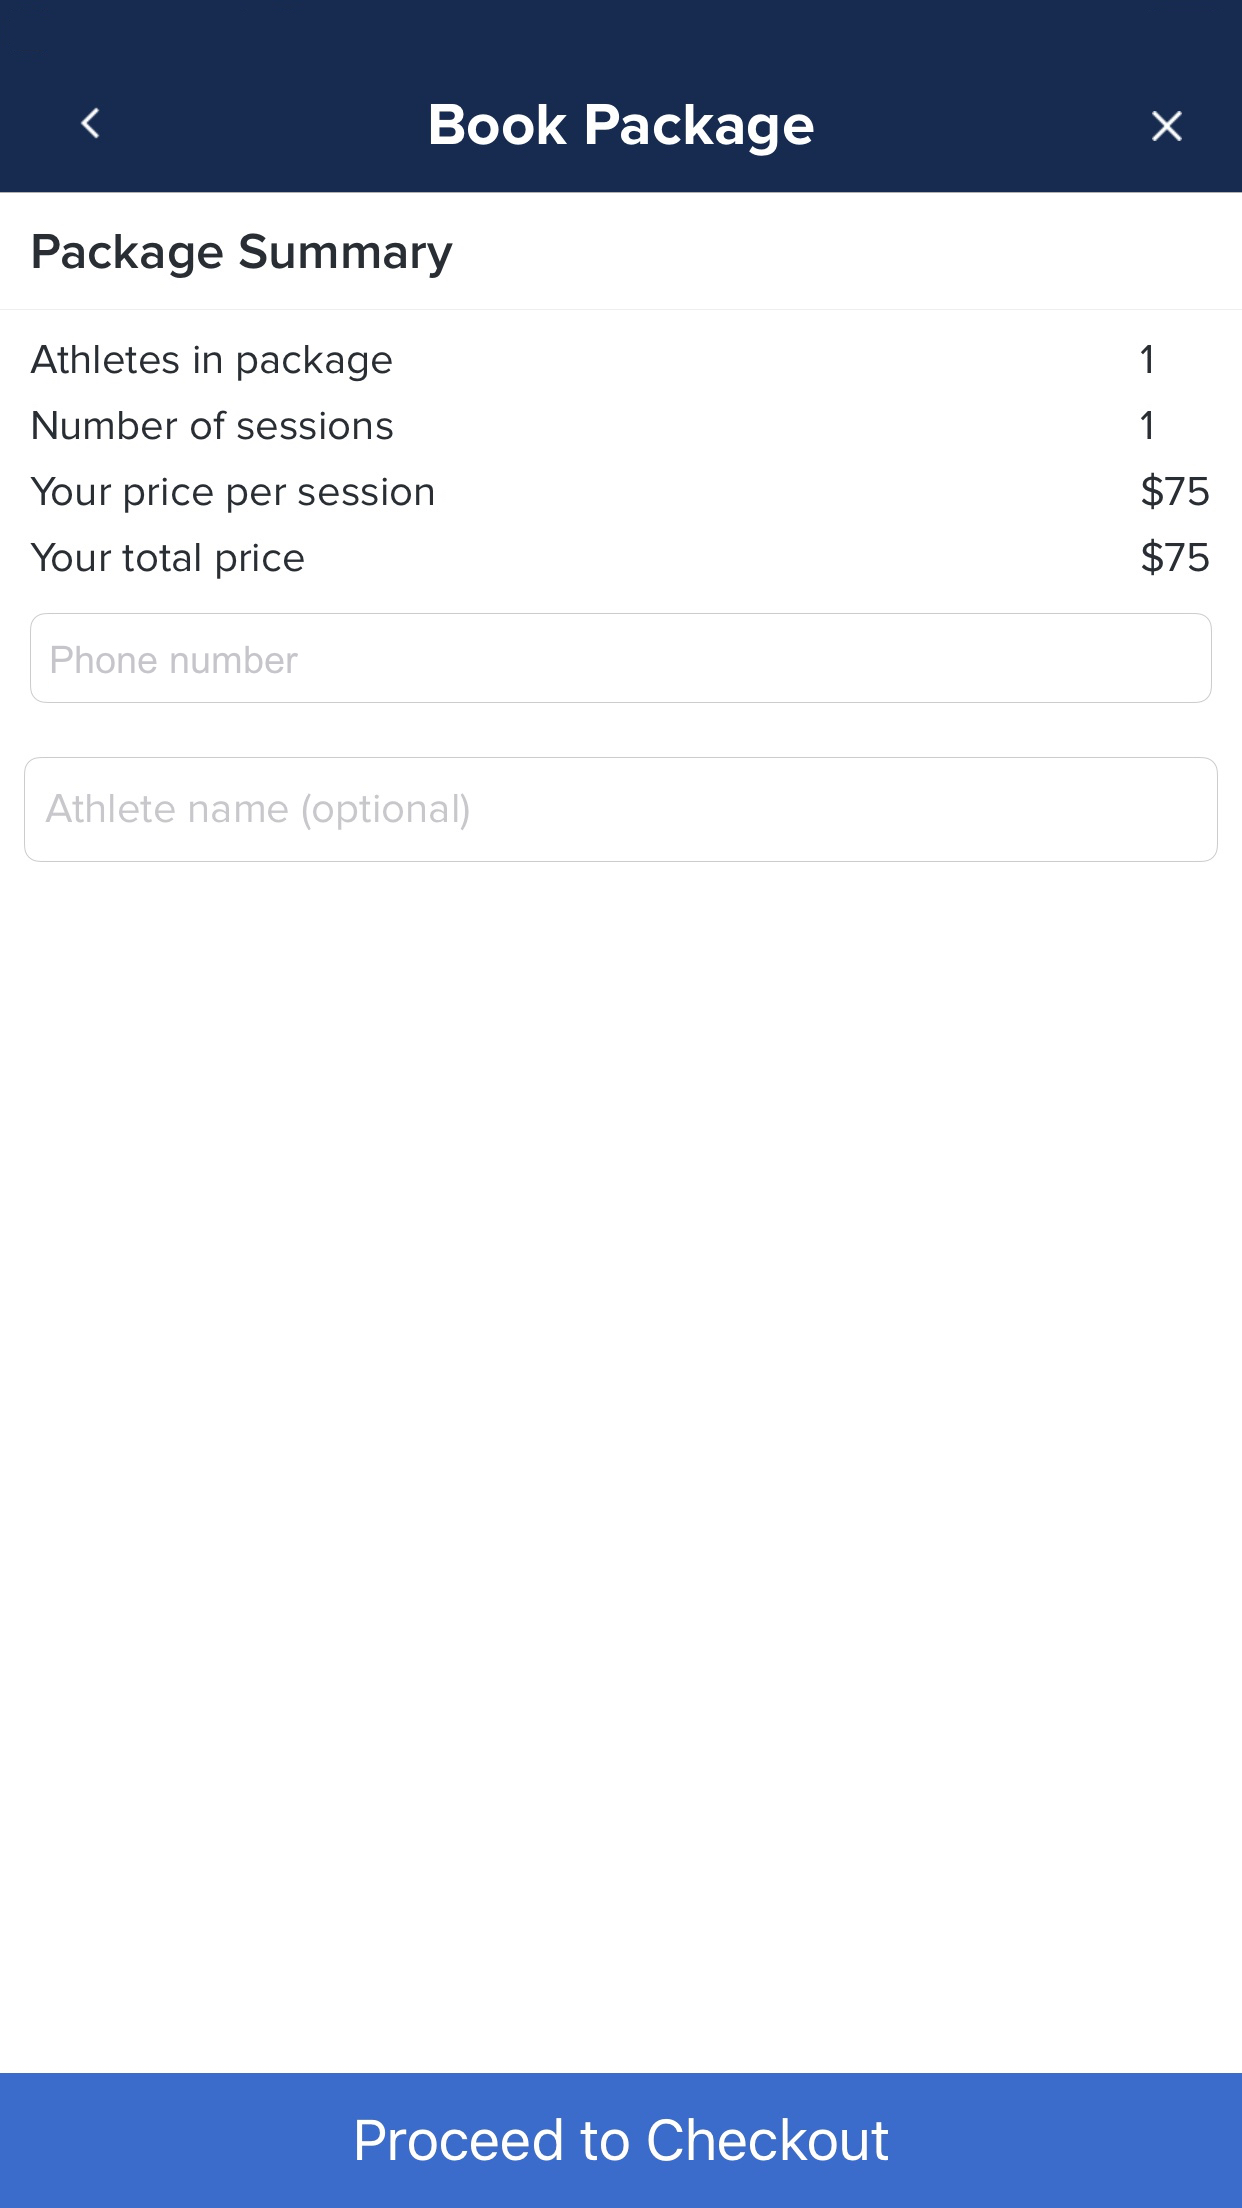 Book Package
Package Summary
Athletes in package 1
Number of sessions 1
Your price per session $75
Your total price $75
Phone number
Athlete name (optional)
Proceed to Checkout